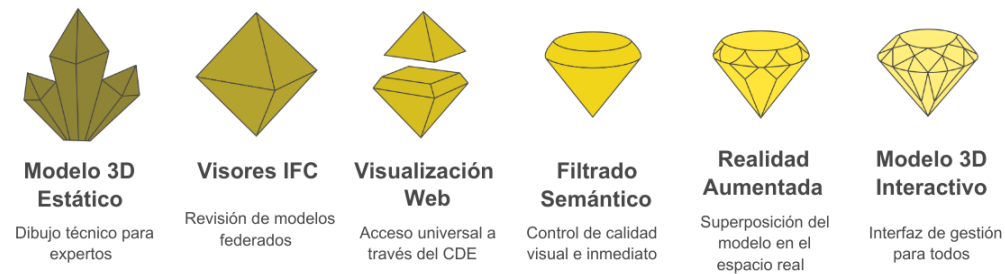 Modelo 3D
Estático
Dibujo técnico para
expertos
Visores IFC
Revisión de modelos
federados
Visualización
Web
Acceso universal a
través del CDE
Filtrado
Semántico
Control de calidad
visual e inmediato
Realidad
Aumentada
Superposición del
modelo en el
espacio real
Modelo 3D
Interactivo
Interfaz de gestión
para todos